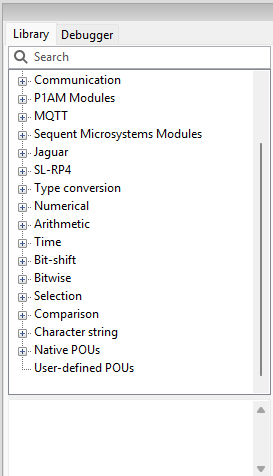 Library Debugger
Search
Communication
P1AM Modules
MQTT
Sequent Microsystems Modules
Jaguar
SL-RP4
Type conversion
Numerical
Arithmetic
Time
Bit-shift
Bitwise
Selection
Comparison
Character string
Native POUs
User-defined POUs